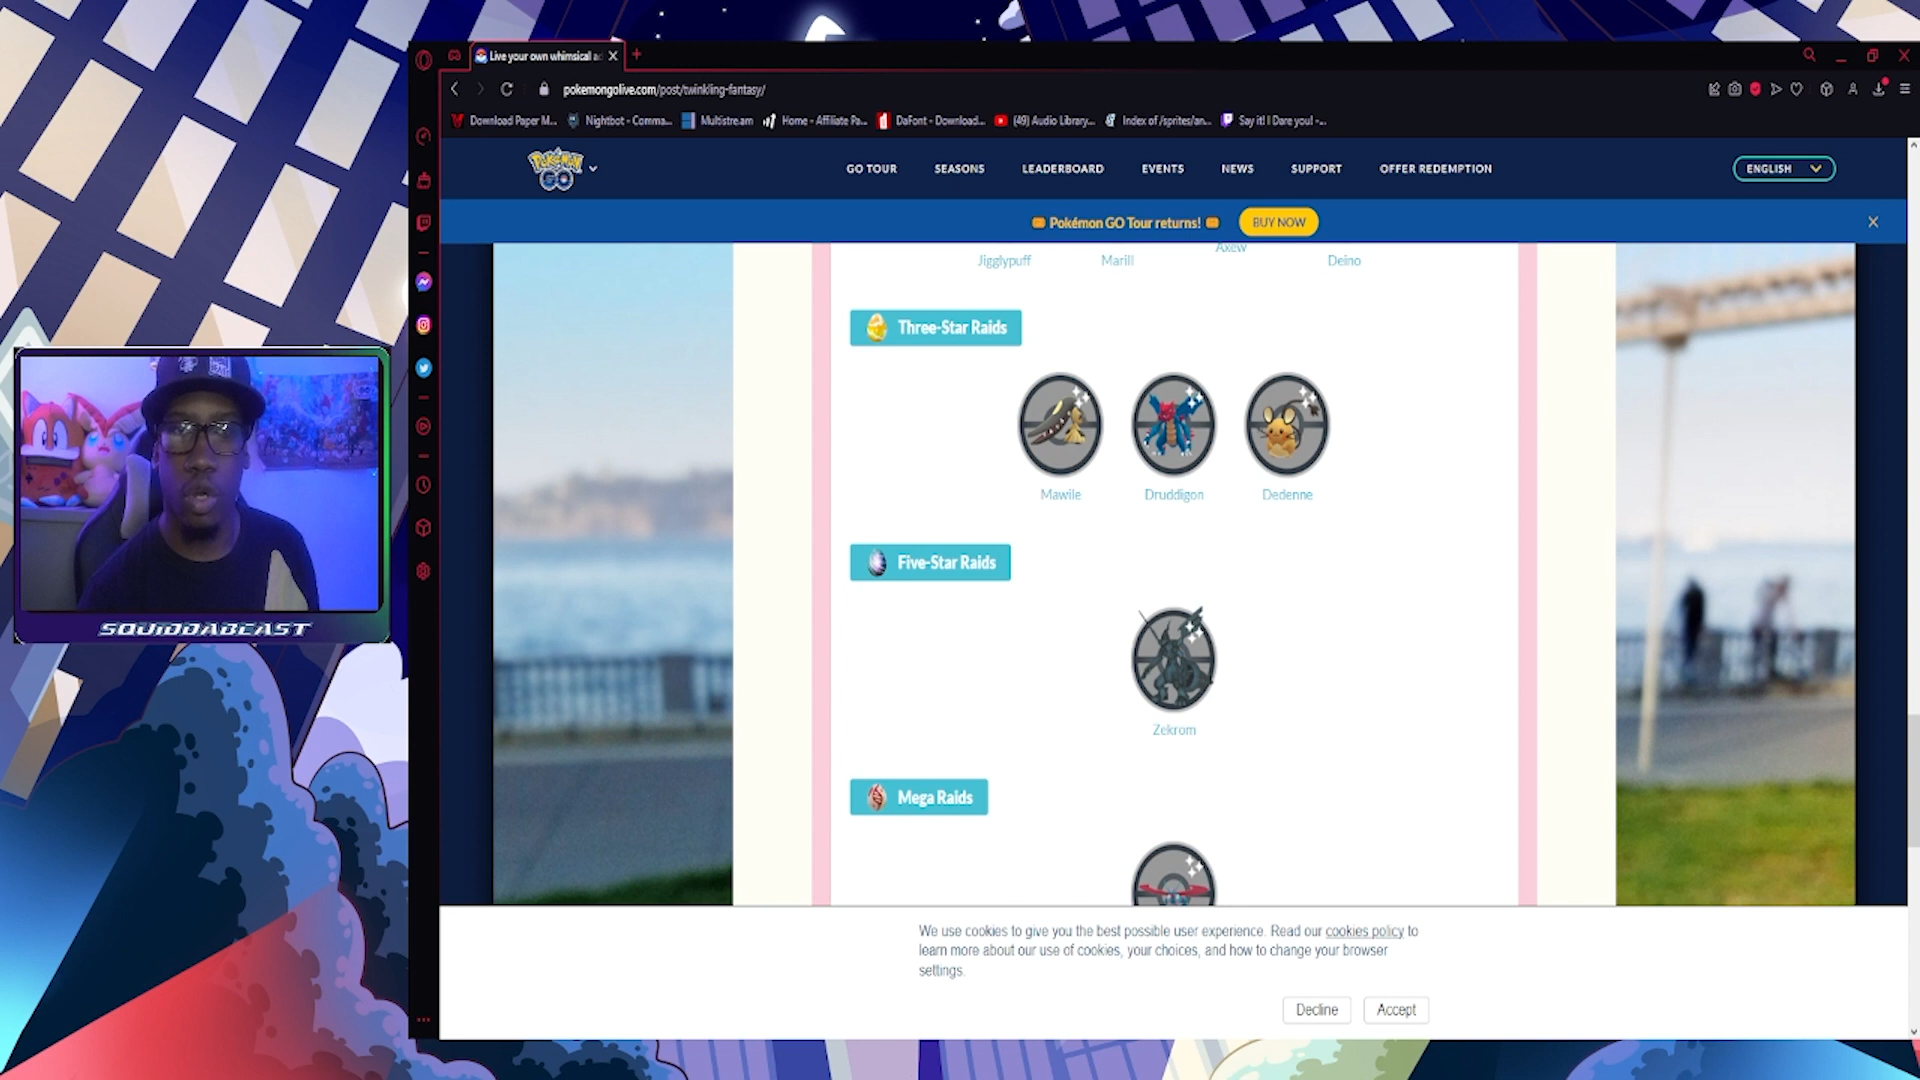 Live your own whimsical a
pokemongolive.com/post/twinkling-fantasy/
Download Paper M... Nightbot - Comma... Multistream Home - Affiliate Pa... DaFont - Download... (49) Audio Library... Index of /sprites/an... Say it! I Dare you! -...
POKÉMON GO
GO TOUR SEASONS LEADERBOARD EVENTS NEWS SUPPORT OFFER REDEMPTION ENGLISH
Pokémon GO Tour returns! BUY NOW
Jigglypuff Marill Axew Deino
Three-Star Raids
Mawile Druddigon Dedenne
Five-Star Raids
Zekrom
Mega Raids
SQUIDDABEAST
We use cookies to give you the best possible user experience. Read our cookies policy to
learn more about our use of cookies, your choices, and how to change your browser
settings.
Decline Accept